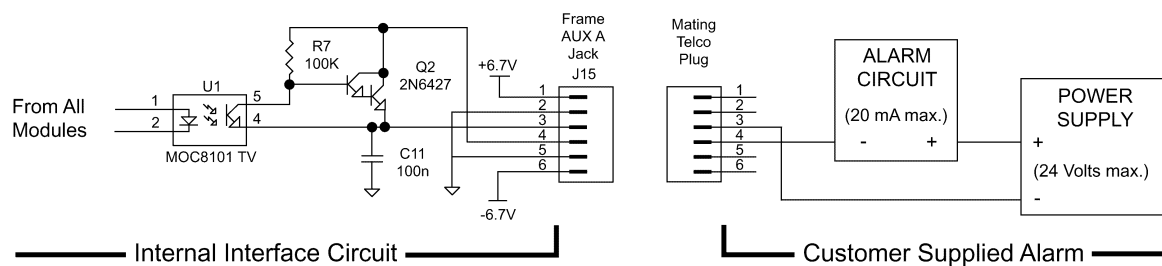 From All
Modules
1
2
U1
5
4
MOC8101 TV
R7
100K
Q2
2N6427
C11
100n
+6.7V
-6.7V
Frame
AUX A
Jack
J15
1
2
3
4
5
6
Mating
Telco
Plug
1
2
3
4
5
6
ALARM
CIRCUIT
(20 mA max.)
- +
POWER
SUPPLY
+
(24 Volts max.)
-
Internal Interface Circuit
Customer Supplied Alarm